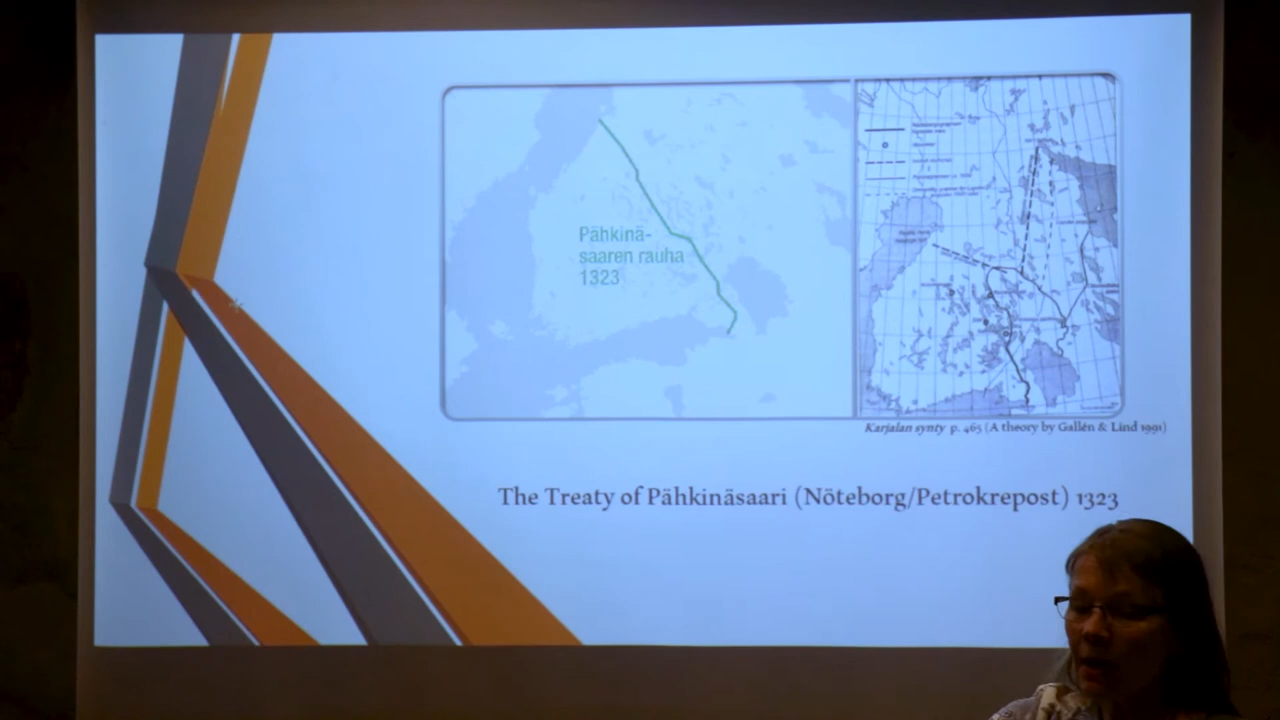 Pähkinä-
saaren rauha
1323
Karjalan synty p. 465 (A theory by Gallén & Lind 1991)
The Treaty of Pähkinäsaari (Nöteborg/Petrokrepost) 1323